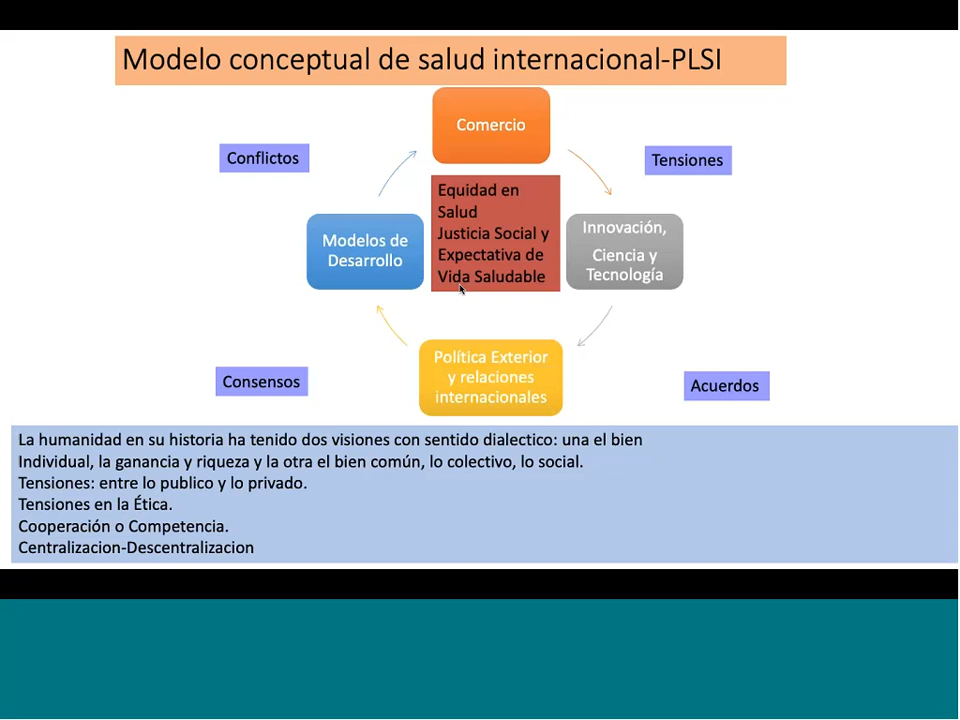 Modelo conceptual de salud internacional-PLSI
Comercio
Conflictos
Tensiones
Equidad en
Salud
Justicia Social y
Expectativa de
Vida Saludable
Modelos de
Desarrollo
Innovación,
Ciencia y
Tecnología
Política Exterior
y relaciones
internacionales
Consensos
Acuerdos
La humanidad en su historia ha tenido dos visiones con sentido dialectico: una el bien
Individual, la ganancia y riqueza y la otra el bien común, lo colectivo, lo social.
Tensiones: entre lo publico y lo privado.
Tensiones en la Ética.
Cooperación o Competencia.
Centralizacion-Descentralizacion